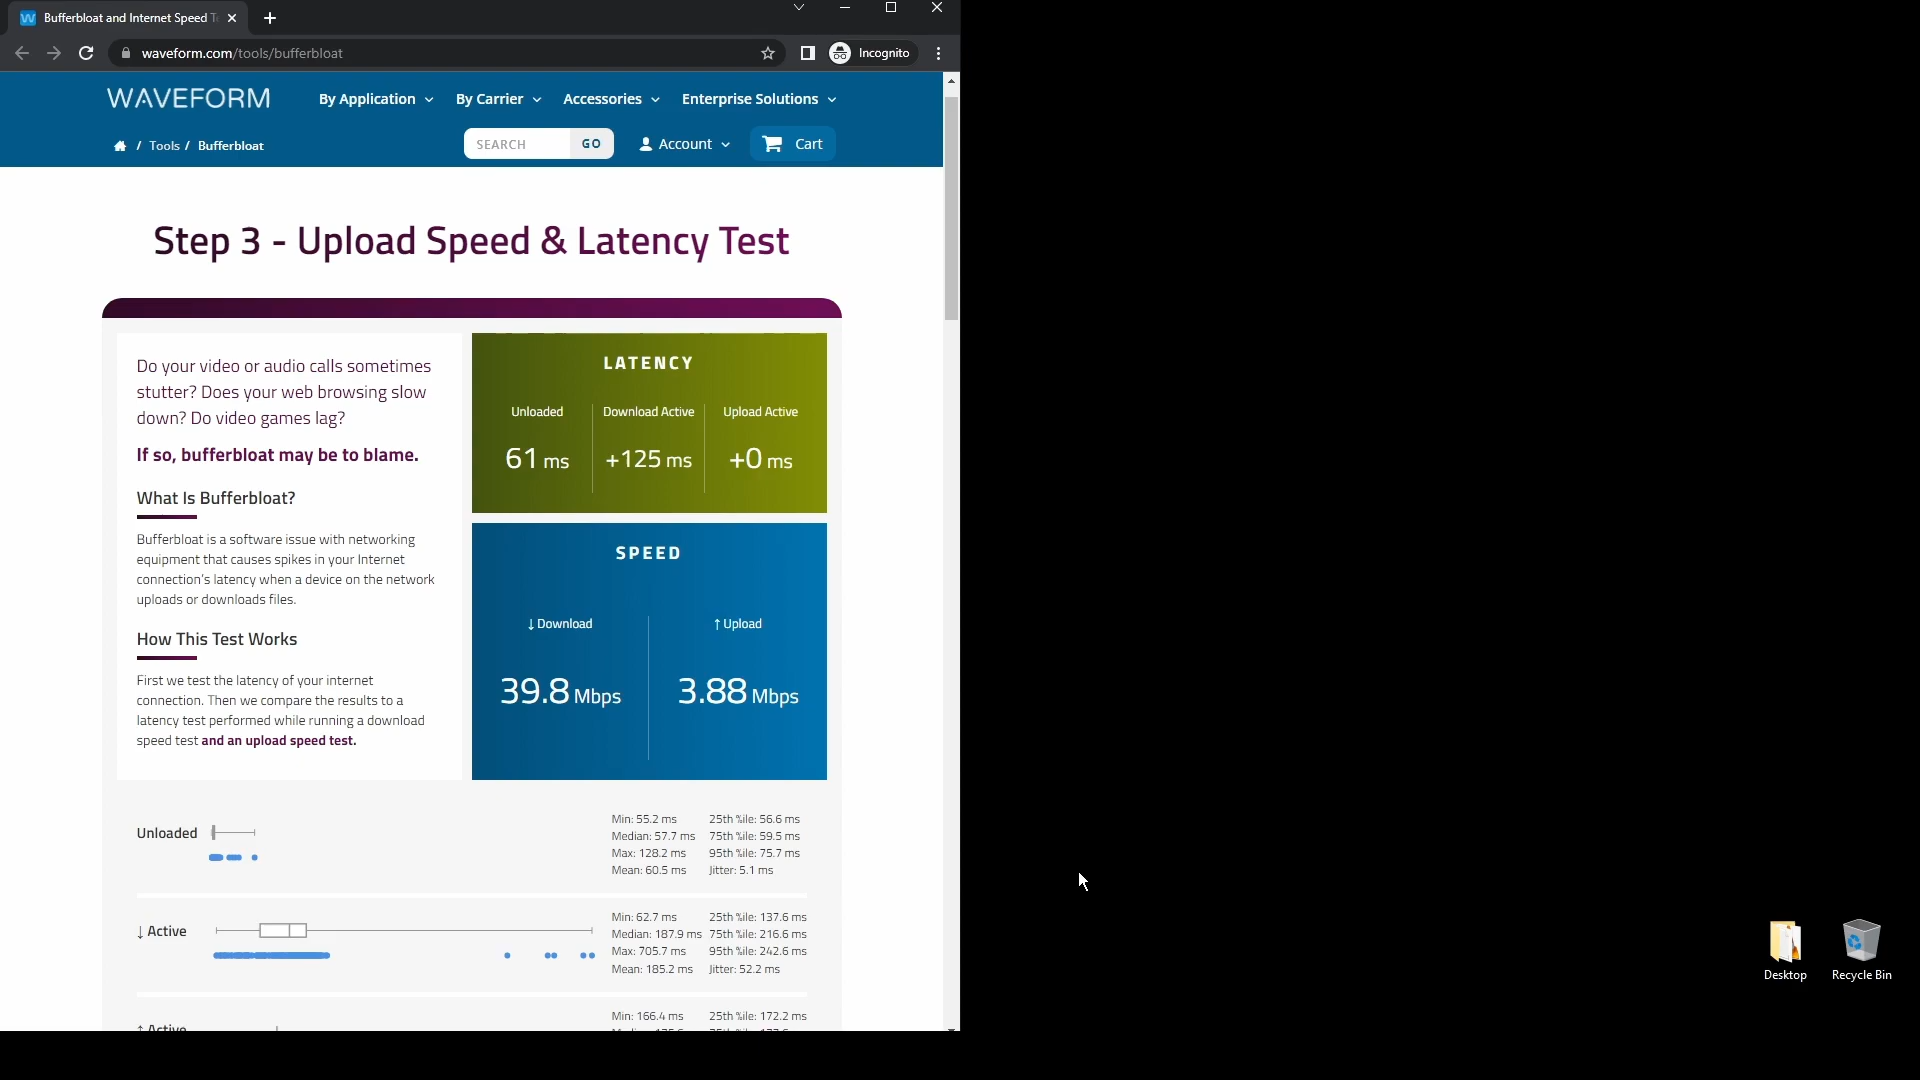 Bufferbloat and Internet Speed T
waveform.com/tools/bufferbloat
Incognito
WAVEFORM
By Application
By Carrier
Accessories
Enterprise Solutions
/ Tools / Bufferbloat
SEARCH
GO
Account
Cart
Step 3 - Upload Speed & Latency Test
Do your video or audio calls sometimes
stutter? Does your web browsing slow
down? Do video games lag?
If so, bufferbloat may be to blame.
What Is Bufferbloat?
Bufferbloat is a software issue with networking
equipment that causes spikes in your Internet
connection's latency when a device on the network
uploads or downloads files.
How This Test Works
First we test the latency of your internet
connection. Then we compare the results to a
latency test performed while running a download
speed test and an upload speed test.
LATENCY
Unloaded
Download Active
Upload Active
61 ms
+125 ms
+0 ms
SPEED
↓ Download
↑ Upload
39.8 Mbps
3.88 Mbps
Unloaded
Min: 55.2 ms 25th %ile: 56.6 ms
Median: 57.7 ms 75th %ile: 59.5 ms
Max: 128.2 ms 95th %ile: 75.7 ms
Mean: 60.5 ms Jitter: 5.1 ms
↓ Active
Min: 62.7 ms 25th %ile: 137.6 ms
Median: 187.9 ms 75th %ile: 216.6 ms
Max: 705.7 ms 95th %ile: 242.6 ms
Mean: 185.2 ms Jitter: 52.2 ms
↑ Active
Min: 166.4 ms 25th %ile: 172.2 ms
Desktop
Recycle Bin